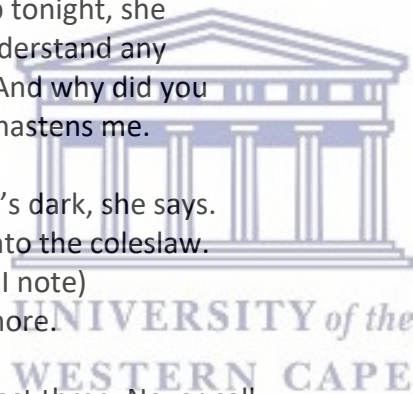 tonight, she
derstand any
And why did you
hastens me.
's dark, she says.
nto the coleslaw.
I note)
nore.
UNIVERSITY of the
WESTERN CAPE